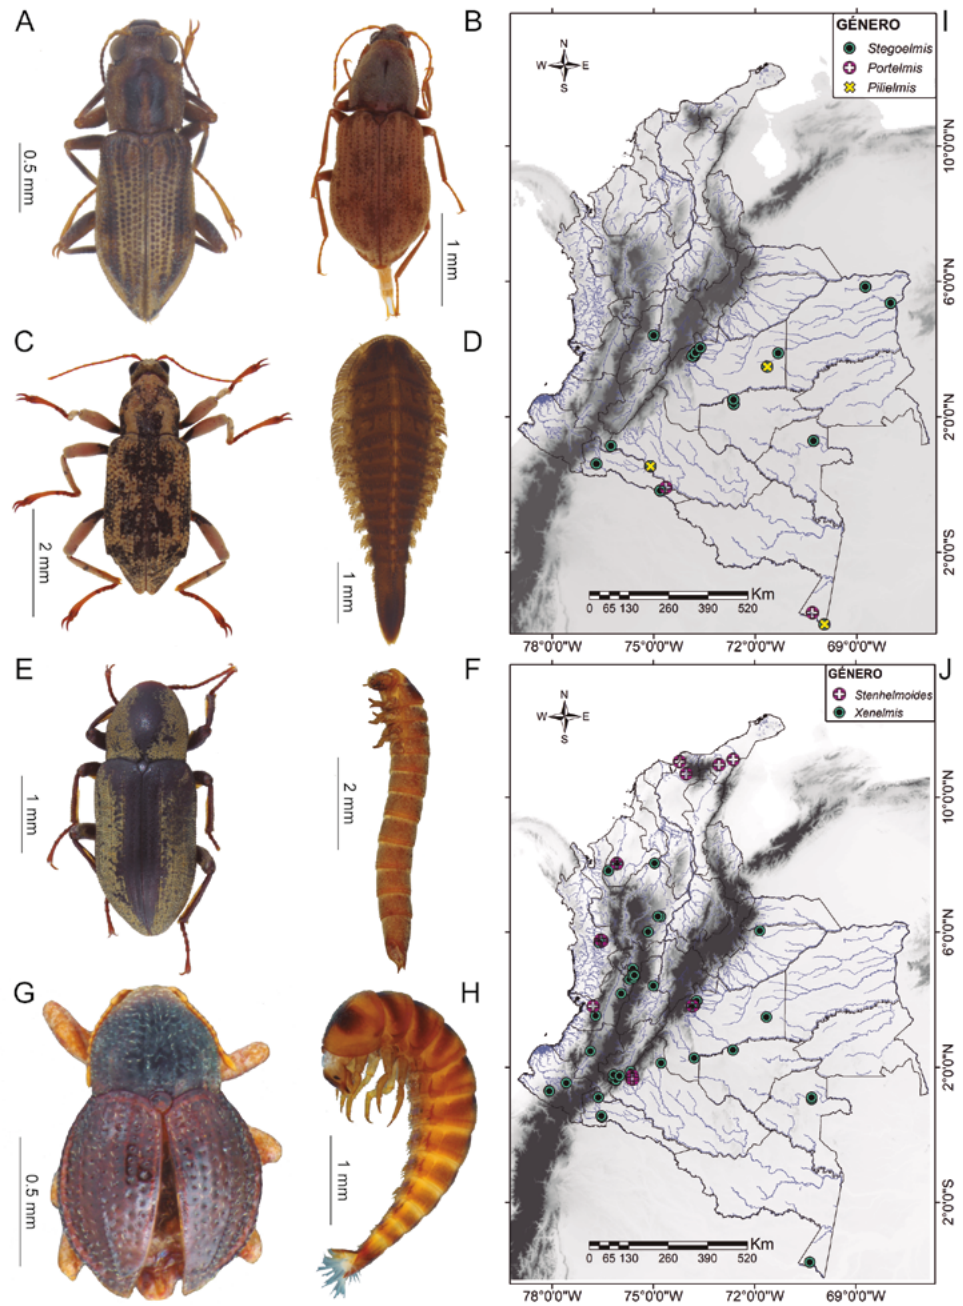 A
0.5 mm
B
1 mm
C
2 mm
D
1 mm
E
1 mm
F
2 mm
G
0.5 mm
H
1 mm
I
GÉNERO
Stegoelmis
Portelmis
Pilielmis
N
W E
S
10°0'0"N
6°0'0"N
2°0'0"N
2°0'0"S
Km
0 65 130 260 390 520
78°0'0"W 75°0'0"W 72°0'0"W 69°0'0"W
J
GÉNERO
Stenhelmoides
Xenelmis
N
W E
S
10°0'0"N
6°0'0"N
2°0'0"N
2°0'0"S
Km
0 65 130 260 390 520
78°0'0"W 75°0'0"W 72°0'0"W 69°0'0"W